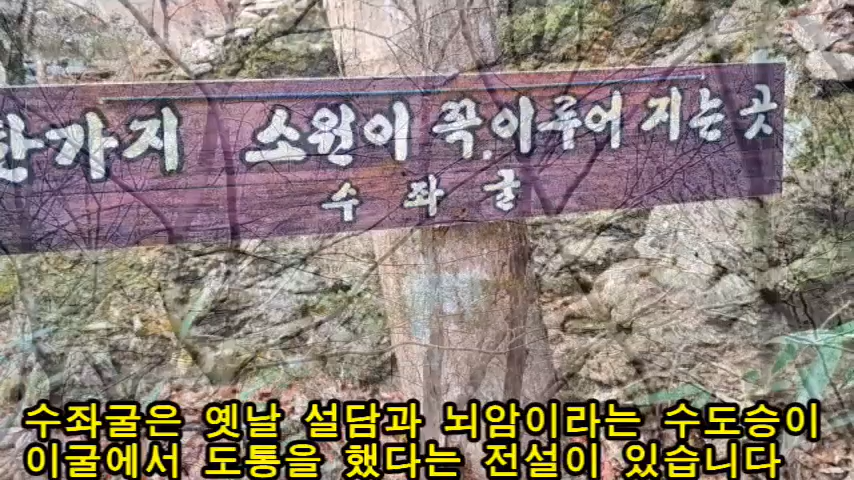 한가지 소원이 꼭 이루어 지는 곳
수좌굴
수좌굴은 옛날 설담과 뇌암이라는 수도승이
이굴에서 도통을 했다는 전설이 있습니다